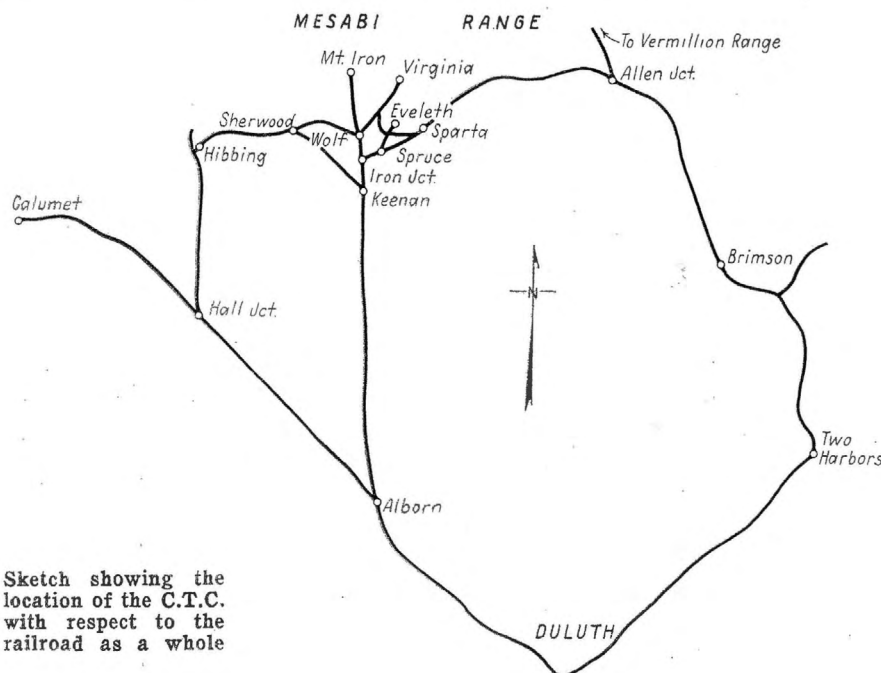 MESABI RANGE
To Vermillion Range
Mt. Iron
Virginia
Allen Jct.
Eveleth
Sherwood
Sparta
Wolf
Hibbing
Spruce
Iron Jct.
Keenan
Calumet
Brimson
N
Hall Jct.
Two
Harbors
Alborn
Sketch showing the
location of the C.T.C.
with respect to the
railroad as a whole
DULUTH